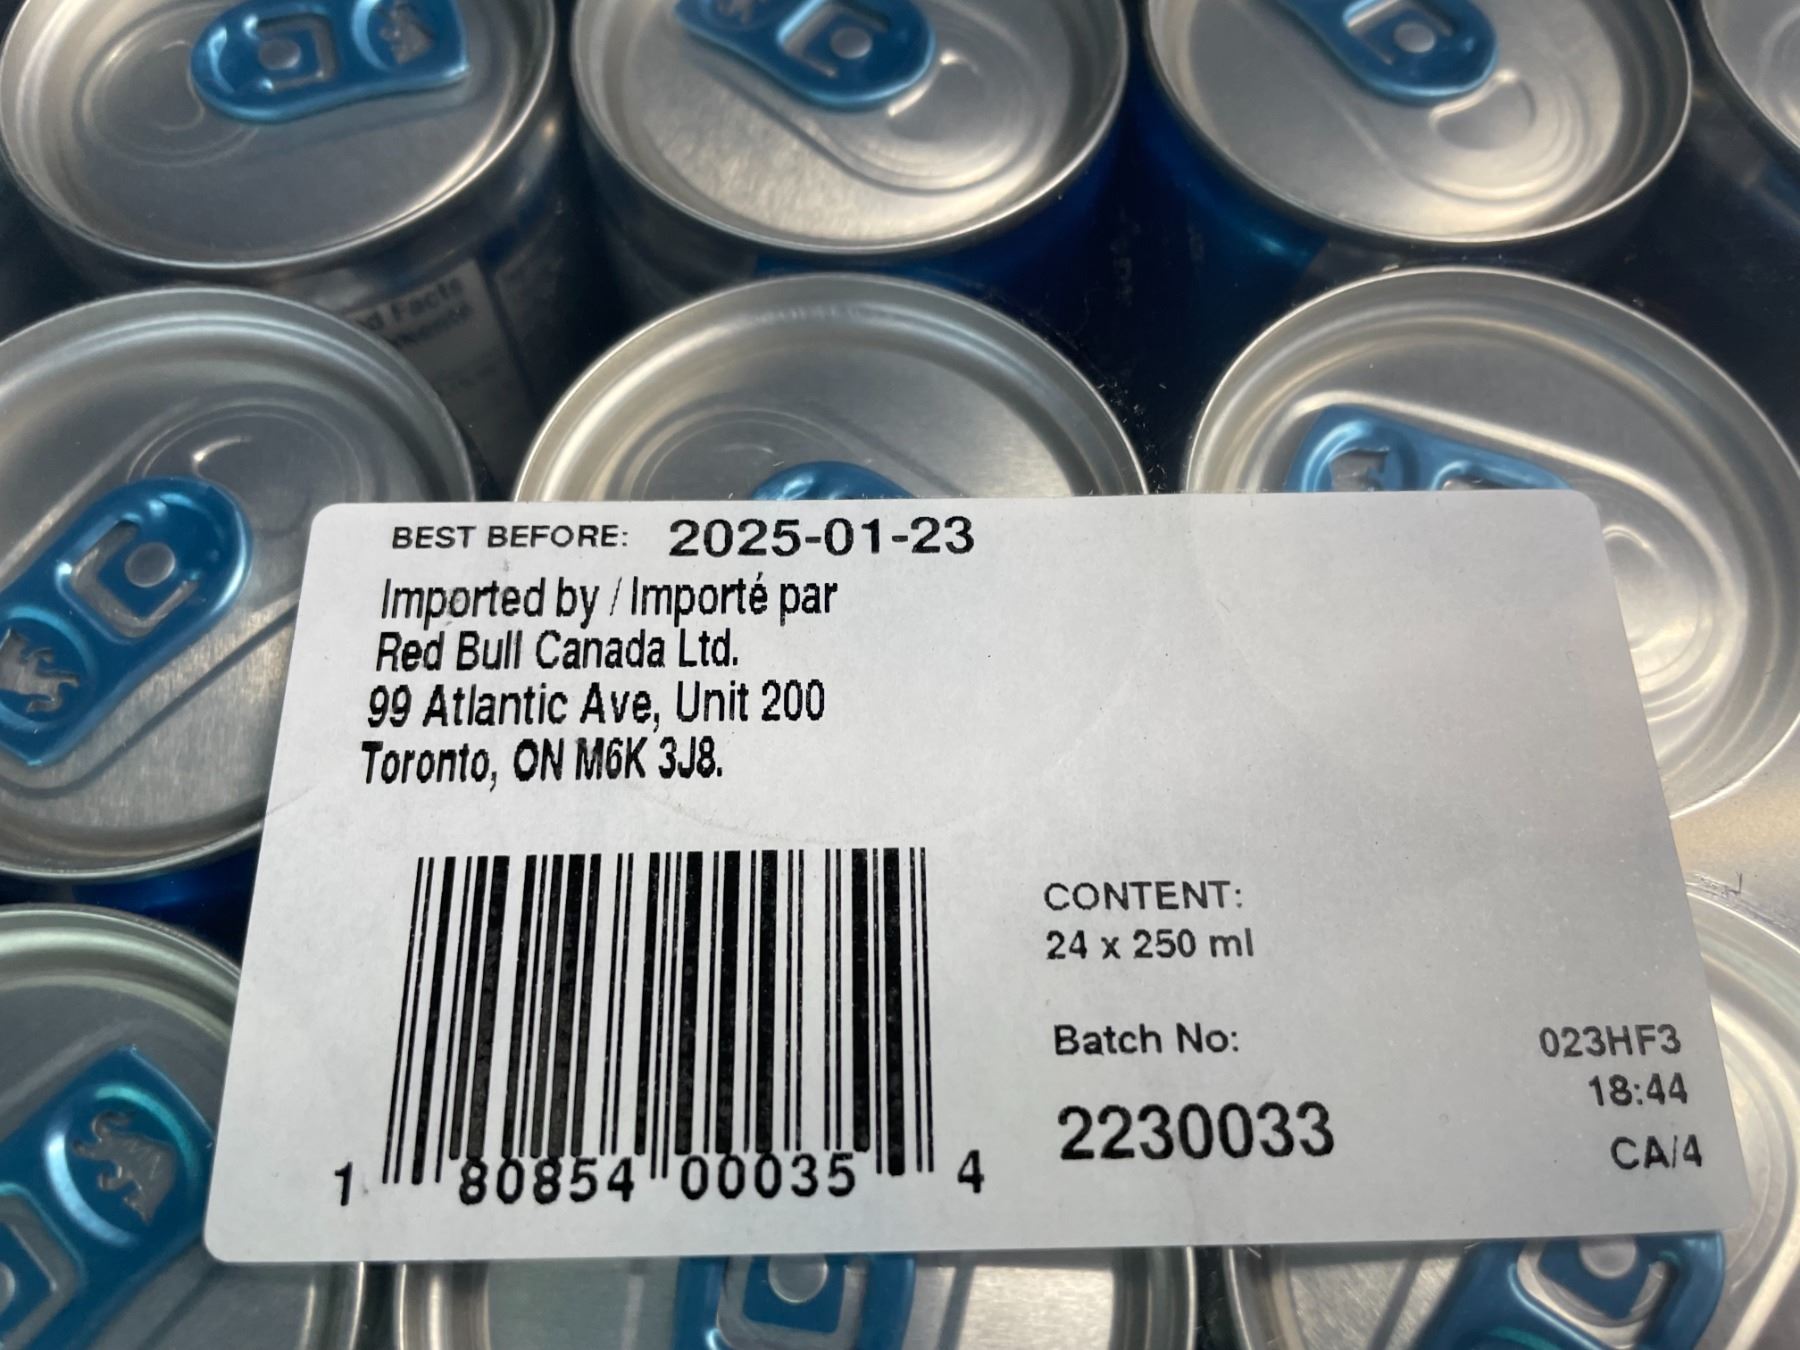 d Facts
BEST BEFORE: 2025-01-23
Imported by / Importé par
Red Bull Canada Ltd.
99 Atlantic Ave, Unit 200
Toronto, ON M6K 3J8.
1 80854 00035 4
CONTENT:
24 x 250 ml
Batch No:
2230033
023HF3
18:44
CA/4